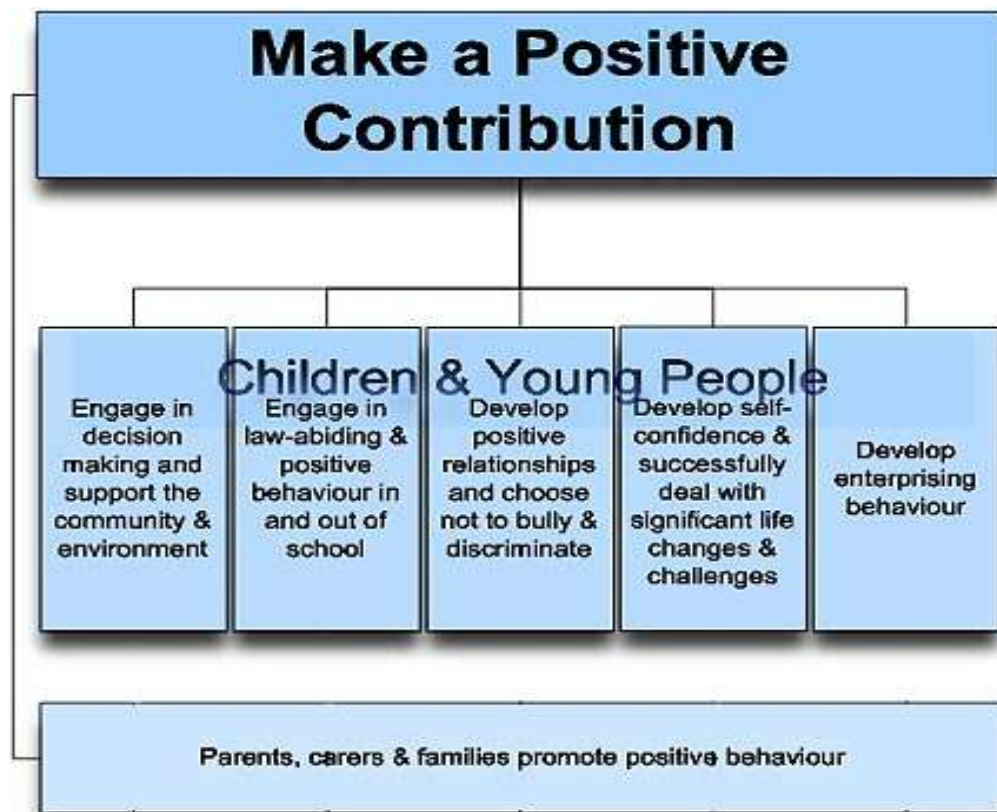 Make a Positive
Contribution
Children & Young People
Engage in
decision
making and
support the
community &
environment
Engage in
law-abiding &
positive
behaviour in
and out of
school
Develop
positive
relationships
and choose
not to bully &
discriminate
Develop self-
confidence &
successfully
deal with
significant life
changes &
challenges
Develop
enterprising
behaviour
Parents, carers & families promote positive behaviour